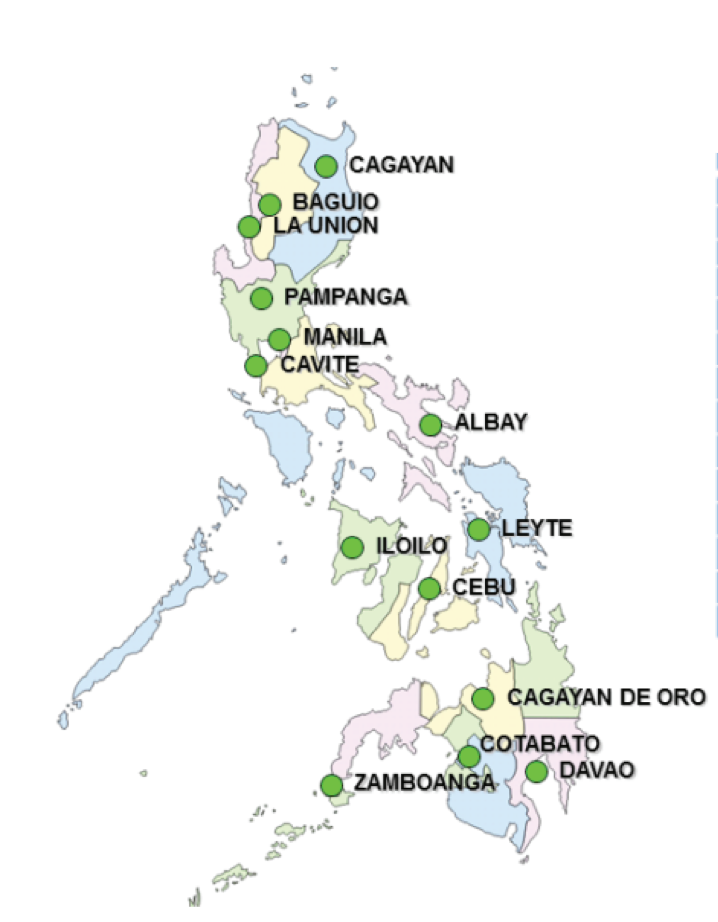 CAGAYAN
BAGUIO
LA UNION
PAMPANGA
MANILA
CAVITE
ALBAY
LEYTE
ILOILO
CEBU
CAGAYAN DE ORO
COTABATO
DAVAO
ZAMBOANGA